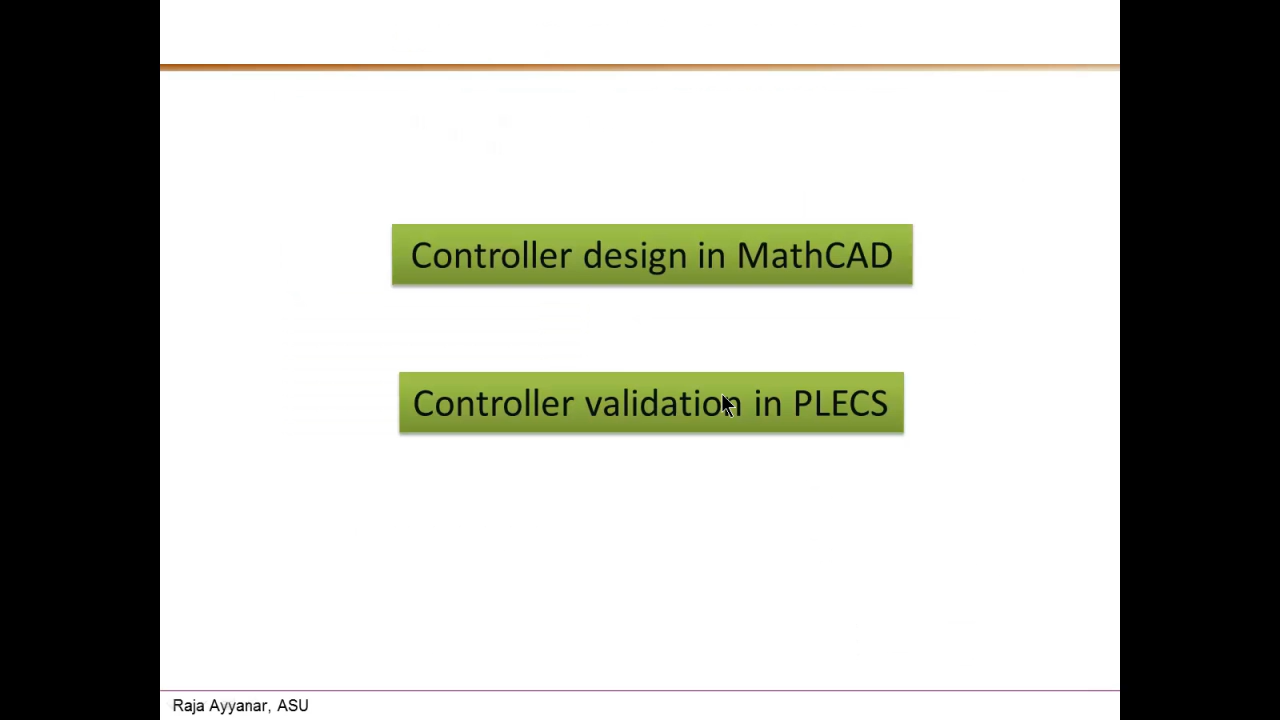 Controller design in MathCAD
Controller validation in PLECS
Raja Ayyanar, ASU